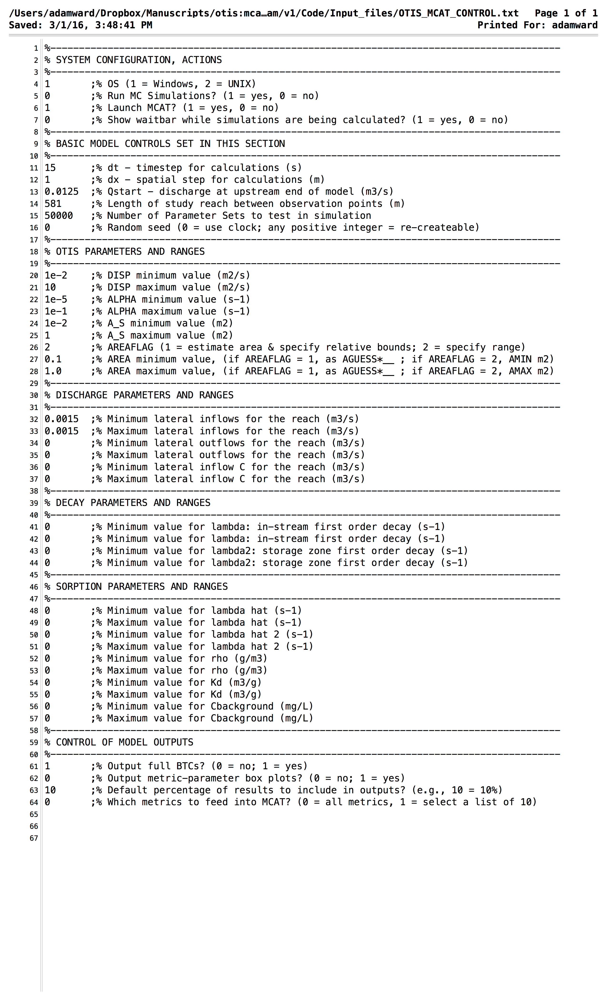 /Users/adamward/Dropbox/Manuscripts/otis:mca…am/v1/Code/Input_files/OTIS_MCAT_CONTROL.txt Page 1 of 1
Saved: 3/1/16, 3:48:41 PM Printed For: adamward
1 %-----------------------------------------------------------------------------------------
2 % SYSTEM CONFIGURATION, ACTIONS
3 %-----------------------------------------------------------------------------------------
4 1       ;% OS (1 = Windows, 2 = UNIX)
5 0       ;% Run MC Simulations? (1 = yes, 0 = no)
6 1       ;% Launch MCAT? (1 = yes, 0 = no)
7 0       ;% Show waitbar while simulations are being calculated? (1 = yes, 0 = no)
8 %-----------------------------------------------------------------------------------------
9 % BASIC MODEL CONTROLS SET IN THIS SECTION
10 %-----------------------------------------------------------------------------------------
11 15      ;% dt - timestep for calculations (s)
12 1       ;% dx - spatial step for calculations (m)
13 0.0125  ;% Qstart - discharge at upstream end of model (m3/s)
14 581     ;% Length of study reach between observation points (m)
15 50000   ;% Number of Parameter Sets to test in simulation
16 0       ;% Random seed (0 = use clock; any positive integer = re-createable)
17 %-----------------------------------------------------------------------------------------
18 % OTIS PARAMETERS AND RANGES
19 %-----------------------------------------------------------------------------------------
20 1e-2    ;% DISP minimum value (m2/s)
21 10      ;% DISP maximum value (m2/s)
22 1e-5    ;% ALPHA minimum value (s-1)
23 1e-1    ;% ALPHA maximum value (s-1)
24 1e-2    ;% A_S minimum value (m2)
25 1       ;% A_S maximum value (m2)
26 2       ;% AREAFLAG (1 = estimate area & specify relative bounds; 2 = specify range)
27 0.1     ;% AREA minimum value, (if AREAFLAG = 1, as AGUESS*__ ; if AREAFLAG = 2, AMIN m2)
28 1.0     ;% AREA maximum value, (if AREAFLAG = 1, as AGUESS*__ ; if AREAFLAG = 2, AMAX m2)
29 %-----------------------------------------------------------------------------------------
30 % DISCHARGE PARAMETERS AND RANGES
31 %-----------------------------------------------------------------------------------------
32 0.0015  ;% Minimum lateral inflows for the reach (m3/s)
33 0.0015  ;% Maximum lateral inflows for the reach (m3/s)
34 0       ;% Minimum lateral outflows for the reach (m3/s)
35 0       ;% Maximum lateral outflows for the reach (m3/s)
36 0       ;% Minimum lateral inflow C for the reach (m3/s)
37 0       ;% Maximum lateral inflow C for the reach (m3/s)
38 %-----------------------------------------------------------------------------------------
39 % DECAY PARAMETERS AND RANGES
40 %-----------------------------------------------------------------------------------------
41 0       ;% Minimum value for lambda: in-stream first order decay (s-1)
42 0       ;% Minimum value for lambda: in-stream first order decay (s-1)
43 0       ;% Minimum value for lambda2: storage zone first order decay (s-1)
44 0       ;% Minimum value for lambda2: storage zone first order decay (s-1)
45 %-----------------------------------------------------------------------------------------
46 % SORPTION PARAMETERS AND RANGES
47 %-----------------------------------------------------------------------------------------
48 0       ;% Minimum value for lambda hat (s-1)
49 0       ;% Maximum value for lambda hat (s-1)
50 0       ;% Minimum value for lambda hat 2 (s-1)
51 0       ;% Maximum value for lambda hat 2 (s-1)
52 0       ;% Minimum value for rho (g/m3)
53 0       ;% Maximum value for rho (g/m3)
54 0       ;% Minimum value for Kd (m3/g)
55 0       ;% Maximum value for Kd (m3/g)
56 0       ;% Minimum value for Cbackground (mg/L)
57 0       ;% Maximum value for Cbackground (mg/L)
58 %-----------------------------------------------------------------------------------------
59 % CONTROL OF MODEL OUTPUTS
60 %-----------------------------------------------------------------------------------------
61 1       ;% Output full BTCs? (0 = no; 1 = yes)
62 0       ;% Output metric-parameter box plots? (0 = no; 1 = yes)
63 10      ;% Default percentage of results to include in outputs? (e.g., 10 = 10%)
64 0       ;% Which metrics to feed into MCAT? (0 = all metrics, 1 = select a list of 10)
65
66
67